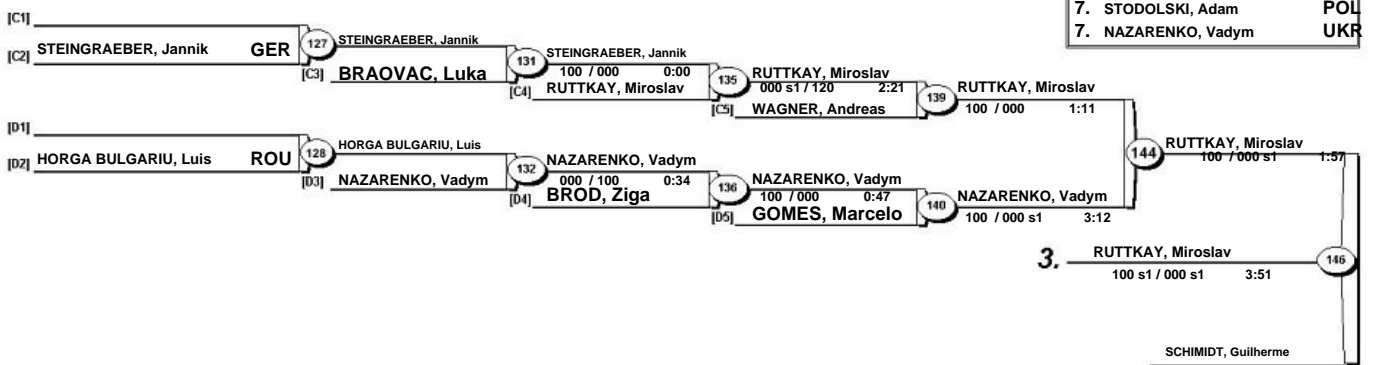 7. STODOLSKI, Adam POL
7. NAZARENKO, Vadym UKR
[C1]
[C2] STEINGRAEBER, Jannik GER
127
STEINGRAEBER, Jannik
[C3] BRAOVAC, Luka
131
STEINGRAEBER, Jannik
100 / 000 0:00
[C4] RUTTKAY, Miroslav
135
RUTTKAY, Miroslav
000 s1 / 120 2:21
[C5] WAGNER, Andreas
139
RUTTKAY, Miroslav
100 / 000 1:11
[D1]
[D2] HORGA BULGARIU, Luis ROU
128
HORGA BULGARIU, Luis
[D3] NAZARENKO, Vadym
132
NAZARENKO, Vadym
000 / 100 0:34
[D4] BROD, Ziga
136
NAZARENKO, Vadym
100 / 000 0:47
[D5] GOMES, Marcelo
140
NAZARENKO, Vadym
100 / 000 s1 3:12
144
RUTTKAY, Miroslav
100 / 000 s1 1:57
3. RUTTKAY, Miroslav
100 s1 / 000 s1 3:51
146
SCHIMIDT, Guilherme